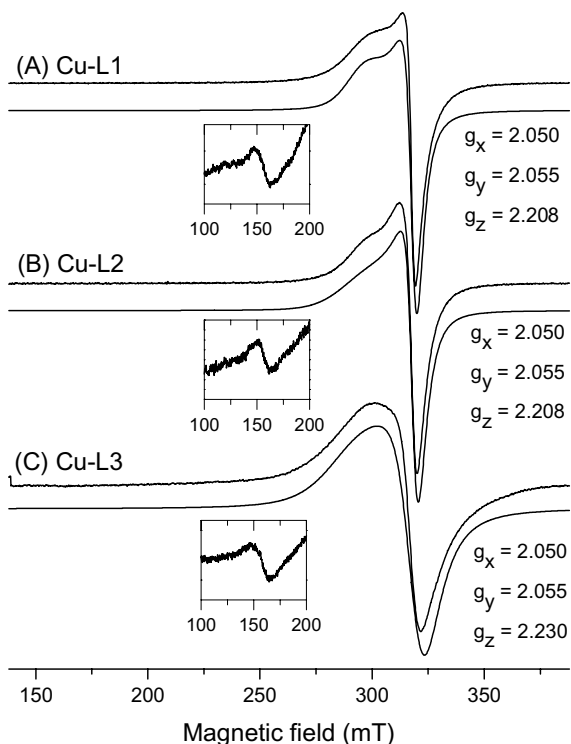 (A) Cu-L1
g_x = 2.050
g_y = 2.055
g_z = 2.208
100 150 200
(B) Cu-L2
g_x = 2.050
g_y = 2.055
g_z = 2.208
100 150 200
(C) Cu-L3
g_x = 2.050
g_y = 2.055
g_z = 2.230
100 150 200
150 200 250 300 350
Magnetic field (mT)